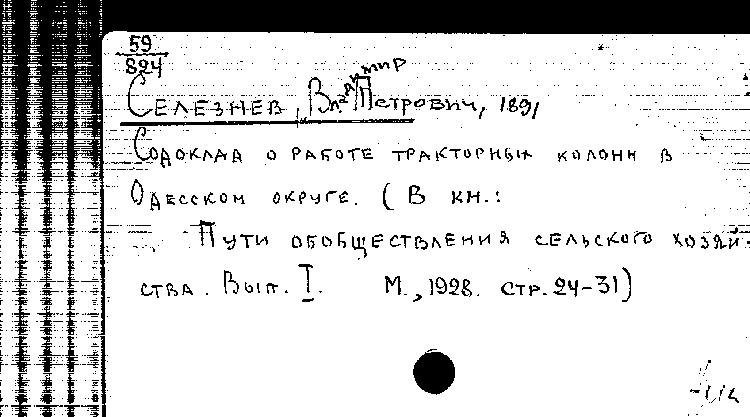 59
824
Селезнев, Владимир Петрович, 1891
Содоклад о работе тракторных колонн в
Одесском округе. (В кн.:
Пути обобществления сельского хозяй-
ства. Вып. I. М., 1928. стр. 24-31)